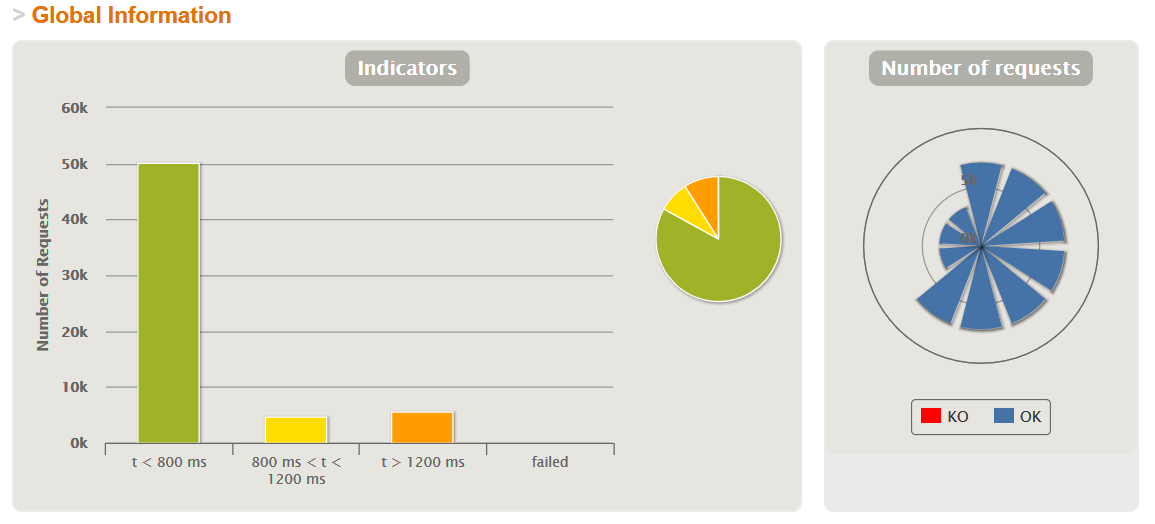 > Global Information
Indicators
60k
50k
40k
30k
20k
10k
0k
Number of Requests
t < 800 ms
800 ms < t <
1200 ms
t > 1200 ms
failed
Number of requests
5k
0k
KO
OK